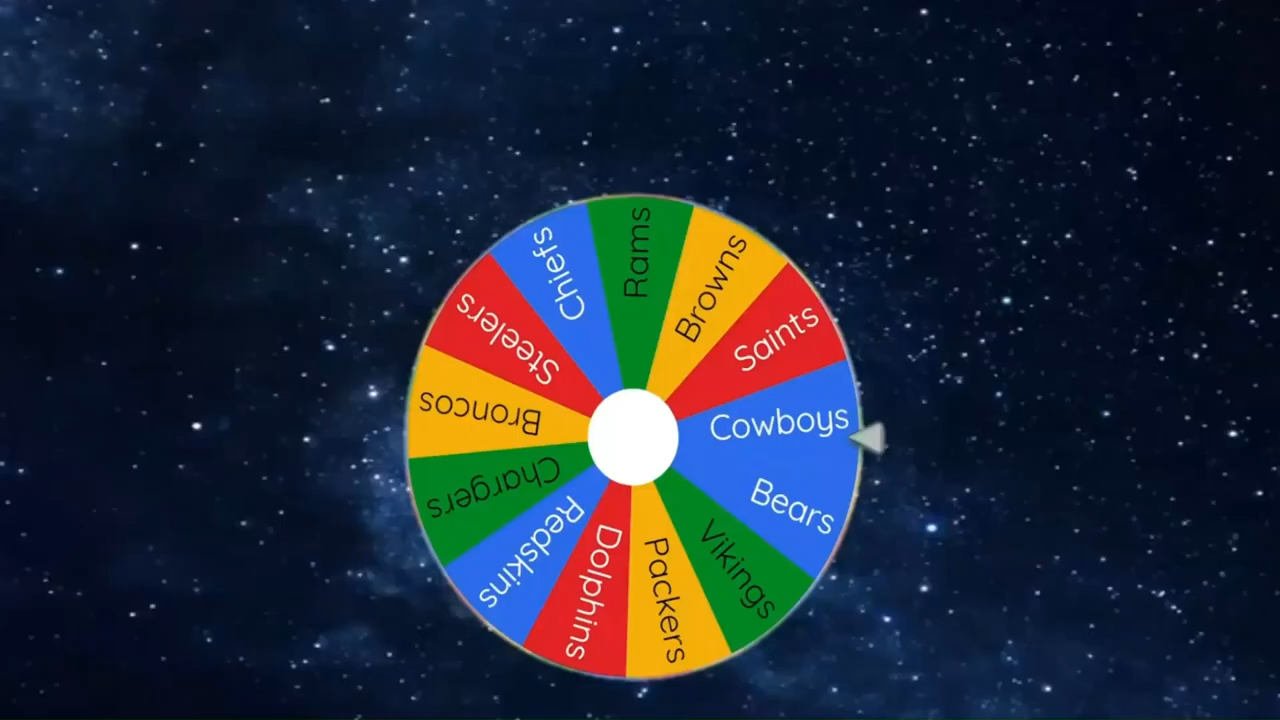 Rams
Browns
Saints
Cowboys
Bears
Vikings
Packers
Dolphins
Redskins
Chargers
Broncos
Steelers
Chiefs